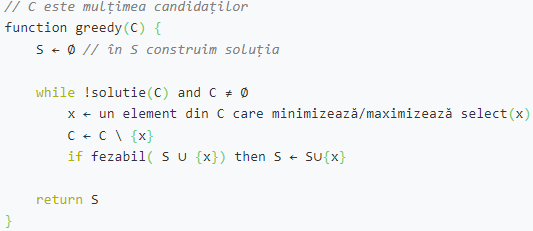 // C este mulțimea candidaților
function greedy(C) {
    S ← Ø // în S construim soluția

    while !solutie(C) and C ≠ Ø
        x ← un element din C care minimizează/maximizează select(x)
        C ← C \ {x}
        if fezabil( S ∪ {x}) then S ← S∪{x}

    return S
}